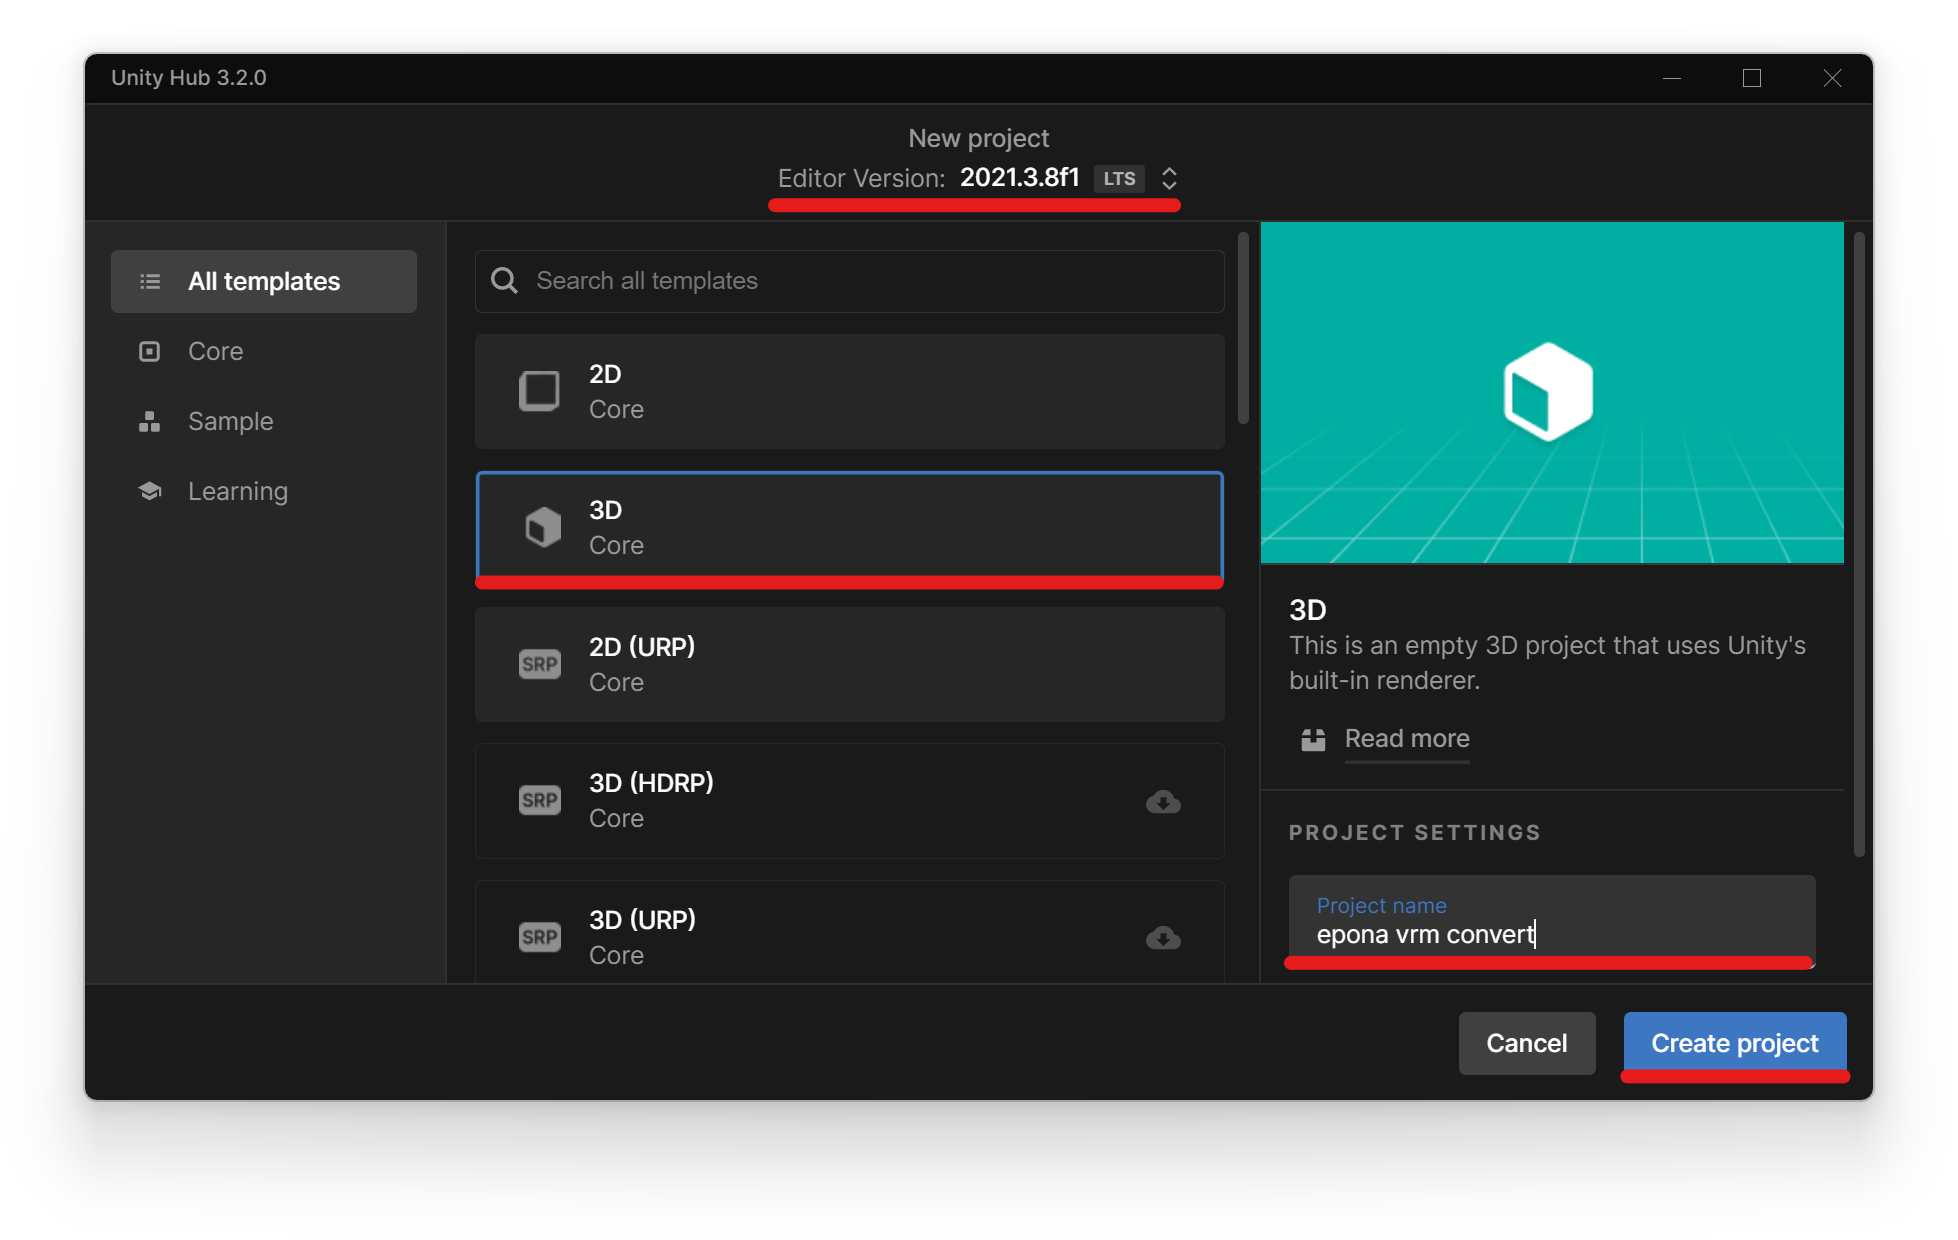 Unity Hub 3.2.0
New project
Editor Version: 2021.3.8f1 LTS
All templates
Core
Sample
Learning
Search all templates
2D
Core
3D
Core
SRP
2D (URP)
Core
SRP
3D (HDRP)
Core
SRP
3D (URP)
Core
3D
This is an empty 3D project that uses Unity's
built-in renderer.
Read more
PROJECT SETTINGS
Project name
epona vrm convert
Cancel
Create project